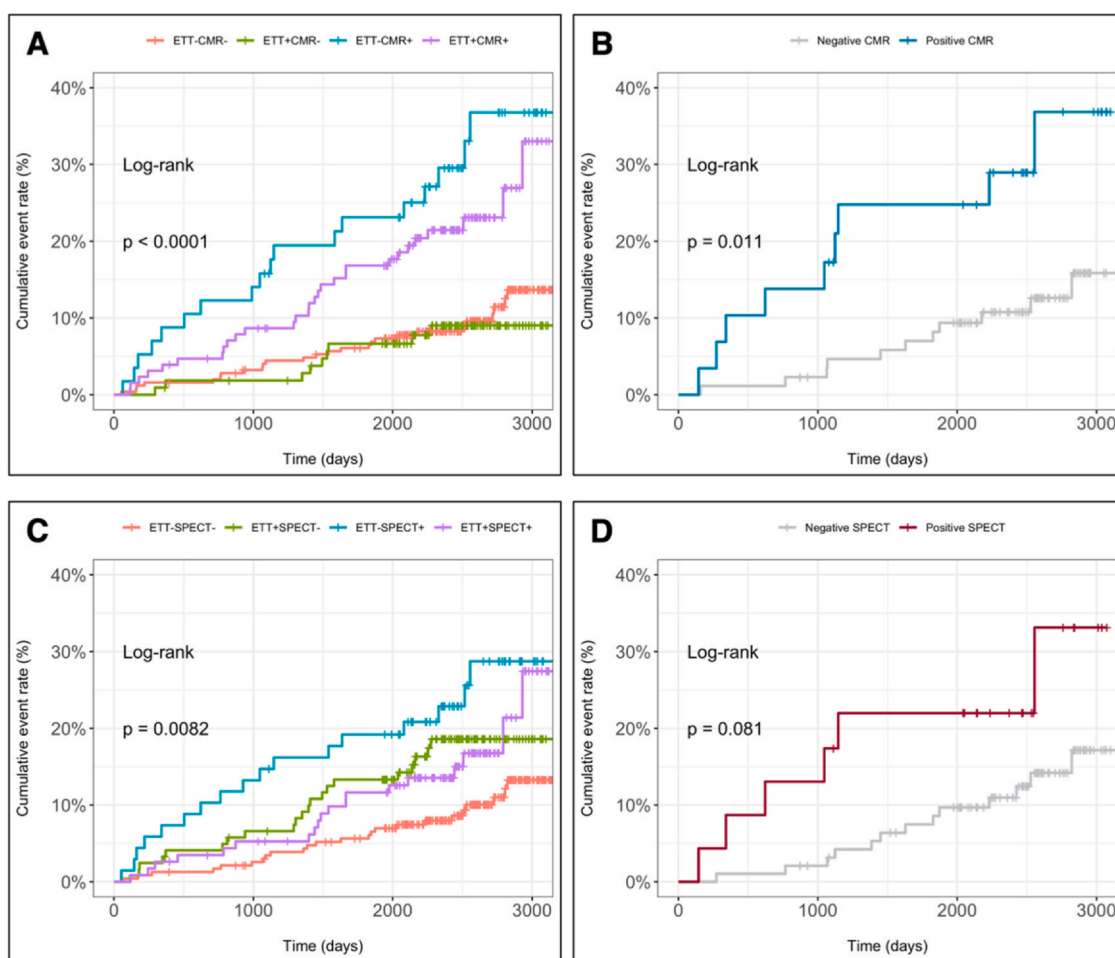 A
ETT-CMR- ETT+CMR- ETT-CMR+ ETT+CMR+
Cumulative event rate (%)
40%
30%
20%
10%
0%
Log-rank
p < 0.0001
0 1000 2000 3000
Time (days)
B
Negative CMR Positive CMR
Cumulative event rate (%)
40%
30%
20%
10%
0%
Log-rank
p = 0.011
0 1000 2000 3000
Time (days)
C
ETT-SPECT- ETT+SPECT- ETT-SPECT+ ETT+SPECT+
Cumulative event rate (%)
40%
30%
20%
10%
0%
Log-rank
p = 0.0082
0 1000 2000 3000
Time (days)
D
Negative SPECT Positive SPECT
Cumulative event rate (%)
40%
30%
20%
10%
0%
Log-rank
p = 0.081
0 1000 2000 3000
Time (days)